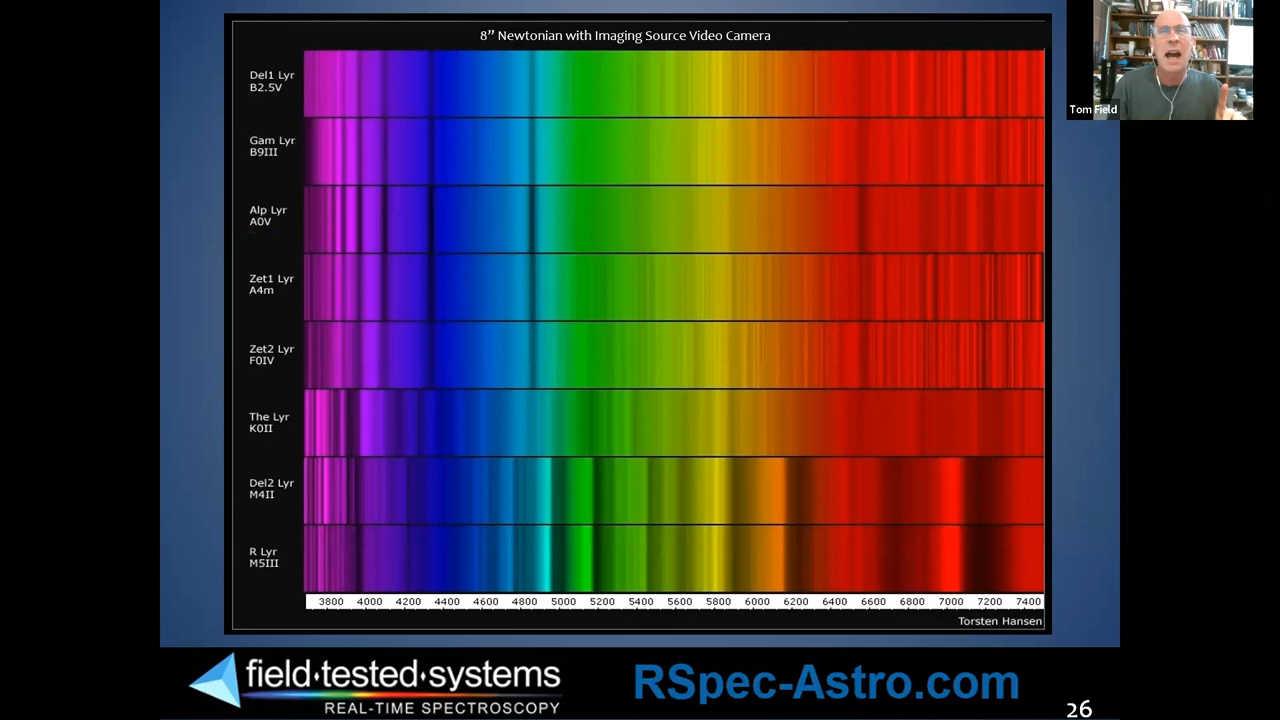 8” Newtonian with Imaging Source Video Camera
Tom Field
Del1 Lyr
B2.5V
Gam Lyr
B9III
Alp Lyr
A0V
Zet1 Lyr
A4m
Zet2 Lyr
F0IV
The Lyr
K0II
Del2 Lyr
M4II
R Lyr
M5III
3800 4000 4200 4400 4600 4800 5000 5200 5400 5600 5800 6000 6200 6400 6600 6800 7000 7200 7400
Torsten Hansen
field·tested·systems
REAL-TIME SPECTROSCOPY
RSpec-Astro.com
26